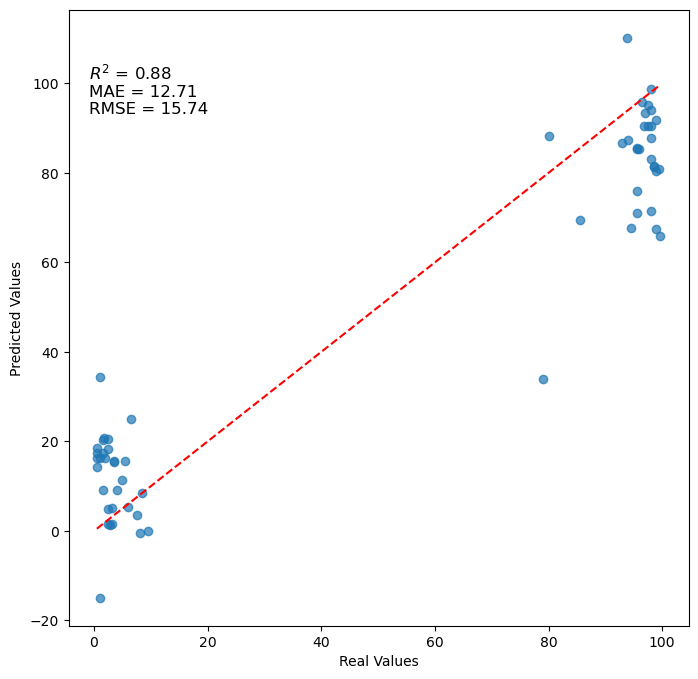 R² = 0.88
MAE = 12.71
RMSE = 15.74
Predicted Values
100
80
60
40
20
0
−20
0 20 40 60 80 100
Real Values